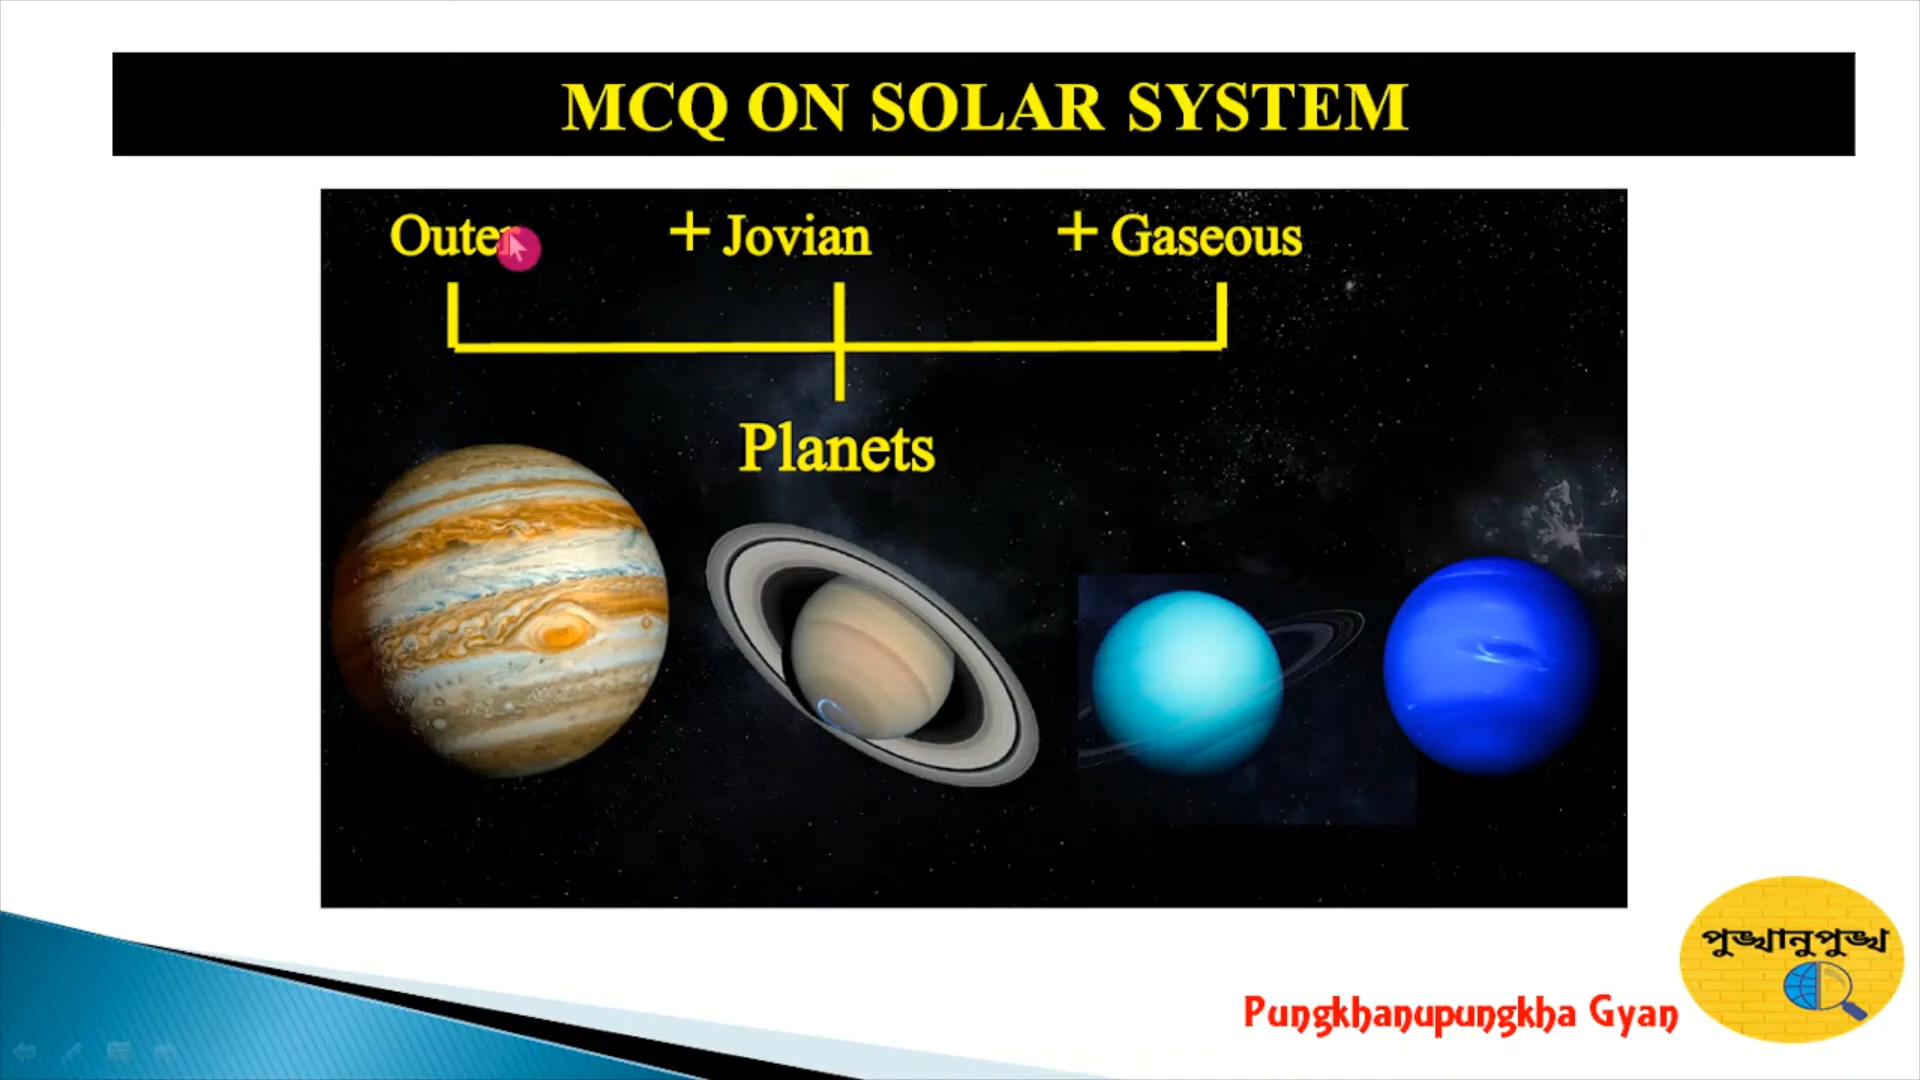 MCQ ON SOLAR SYSTEM
Outer + Jovian + Gaseous
Planets
পুঙ্খানুপুঙ্খ
Pungkhanupungkha Gyan